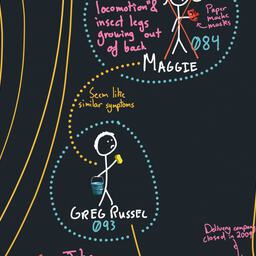 locomotion" &
insect legs
growing out
of back
Paper
mache
masks
084
MAGGIE
Seem like
similar symptoms
GREG RUSSEL
093
Delivery company
closed in 2009